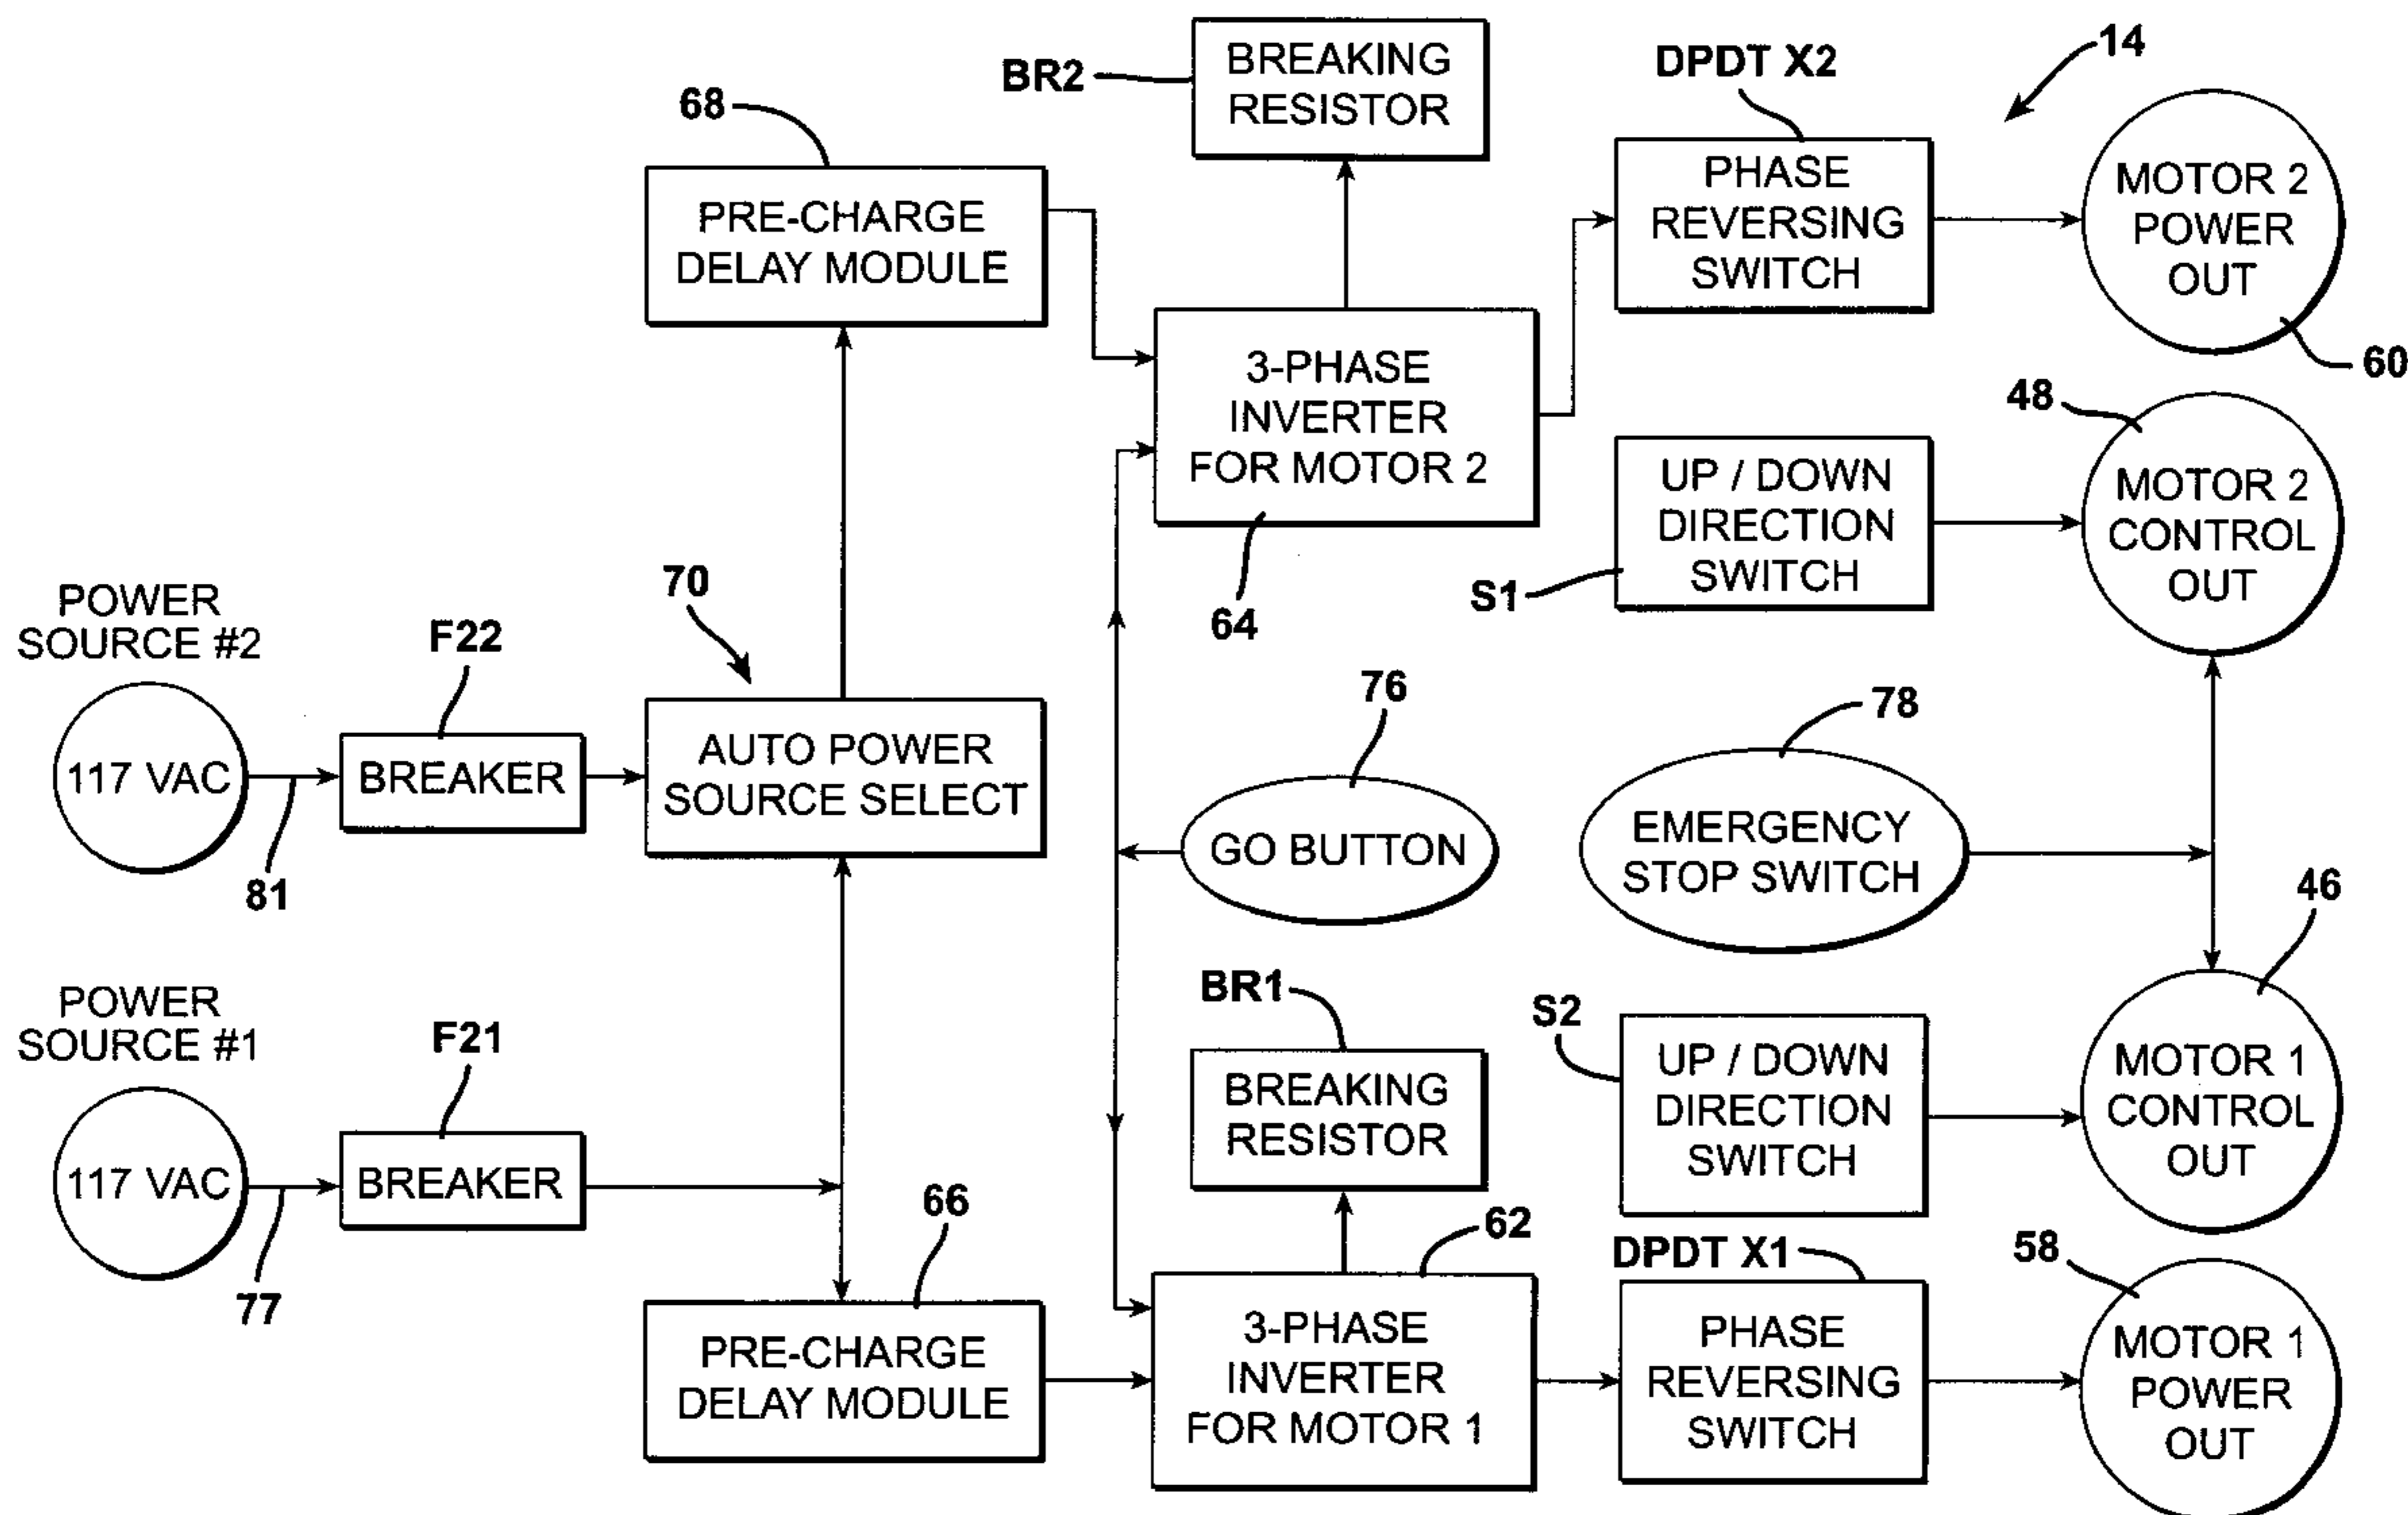 BR2
BREAKING
RESISTOR
DPDT X2
14
68
PRE-CHARGE
DELAY MODULE
PHASE
REVERSING
SWITCH
MOTOR 2
POWER
OUT
60
3-PHASE
INVERTER
FOR MOTOR 2
64
48
UP / DOWN
DIRECTION
SWITCH
S1
MOTOR 2
CONTROL
OUT
POWER
SOURCE #2
F22
70
117 VAC
81
BREAKER
AUTO POWER
SOURCE SELECT
76
GO BUTTON
78
EMERGENCY
STOP SWITCH
46
POWER
SOURCE #1
F21
117 VAC
77
BREAKER
66
PRE-CHARGE
DELAY MODULE
BR1
BREAKING
RESISTOR
S2
UP / DOWN
DIRECTION
SWITCH
MOTOR 1
CONTROL
OUT
62
3-PHASE
INVERTER
FOR MOTOR 1
DPDT X1
PHASE
REVERSING
SWITCH
58
MOTOR 1
POWER
OUT